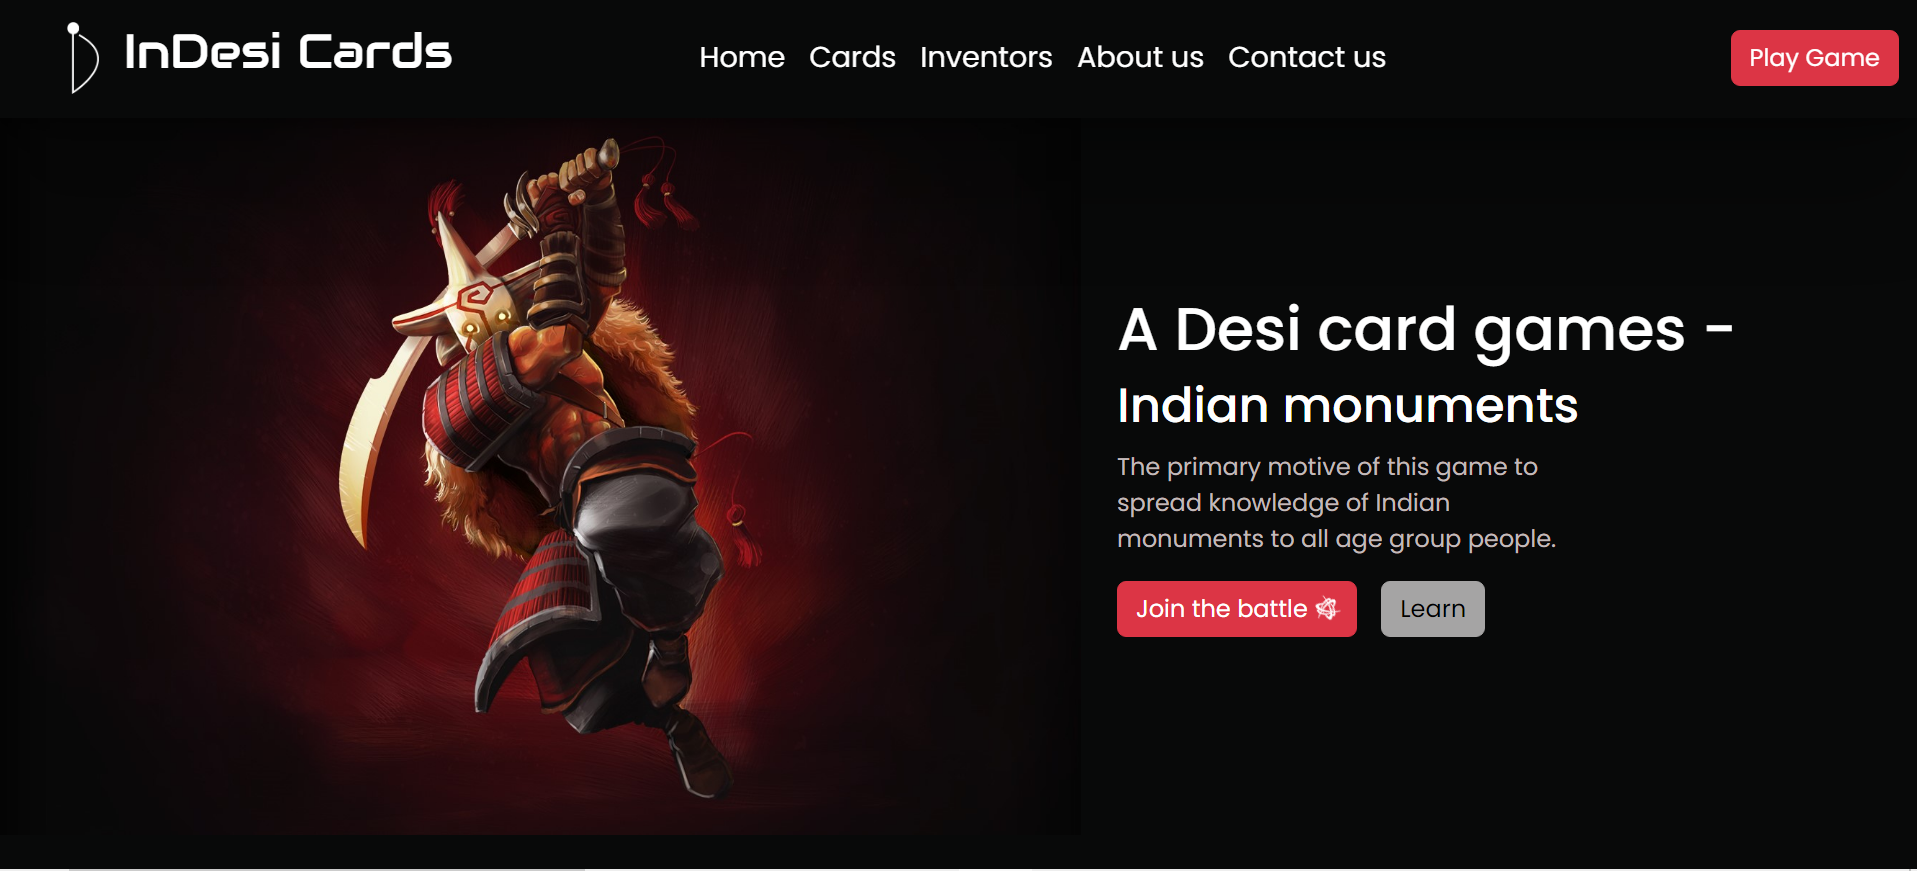 InDesi Cards
Home Cards Inventors About us Contact us
Play Game
A Desi card games -
Indian monuments
The primary motive of this game to
spread knowledge of Indian
monuments to all age group people.
Join the battle
Learn